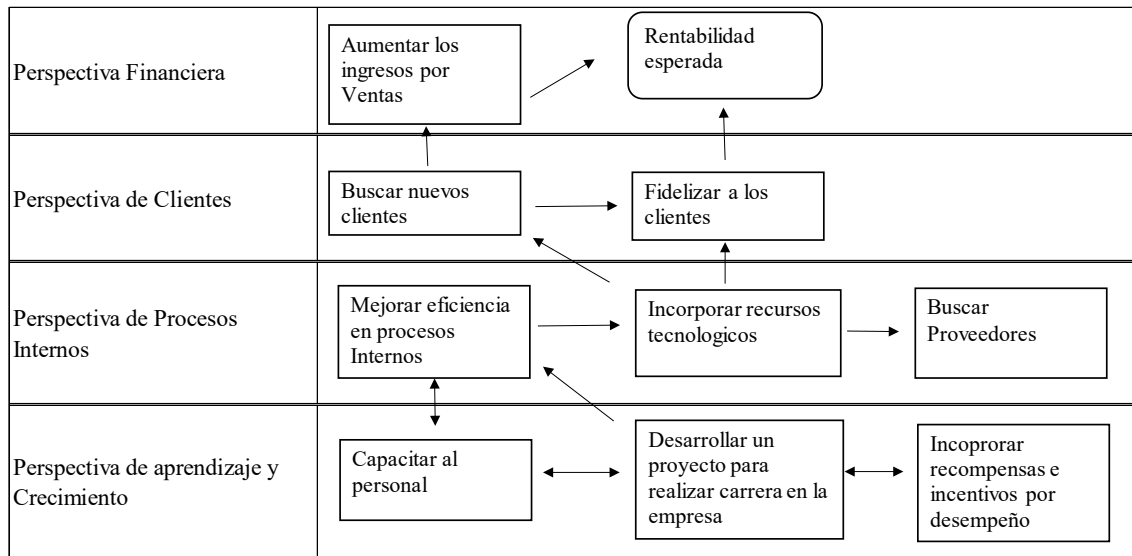 Perspectiva Financiera
Aumentar los
ingresos por
Ventas
Rentabilidad
esperada
Perspectiva de Clientes
Buscar nuevos
clientes
Fidelizar a los
clientes
Perspectiva de Procesos
Internos
Mejorar eficiencia
en procesos
Internos
Incorporar recursos
tecnologicos
Buscar
Proveedores
Perspectiva de aprendizaje y
Crecimiento
Capacitar al
personal
Desarrollar un
proyecto para
realizar carrera en la
empresa
Incoprorar
recompensas e
incentivos por
desempeño